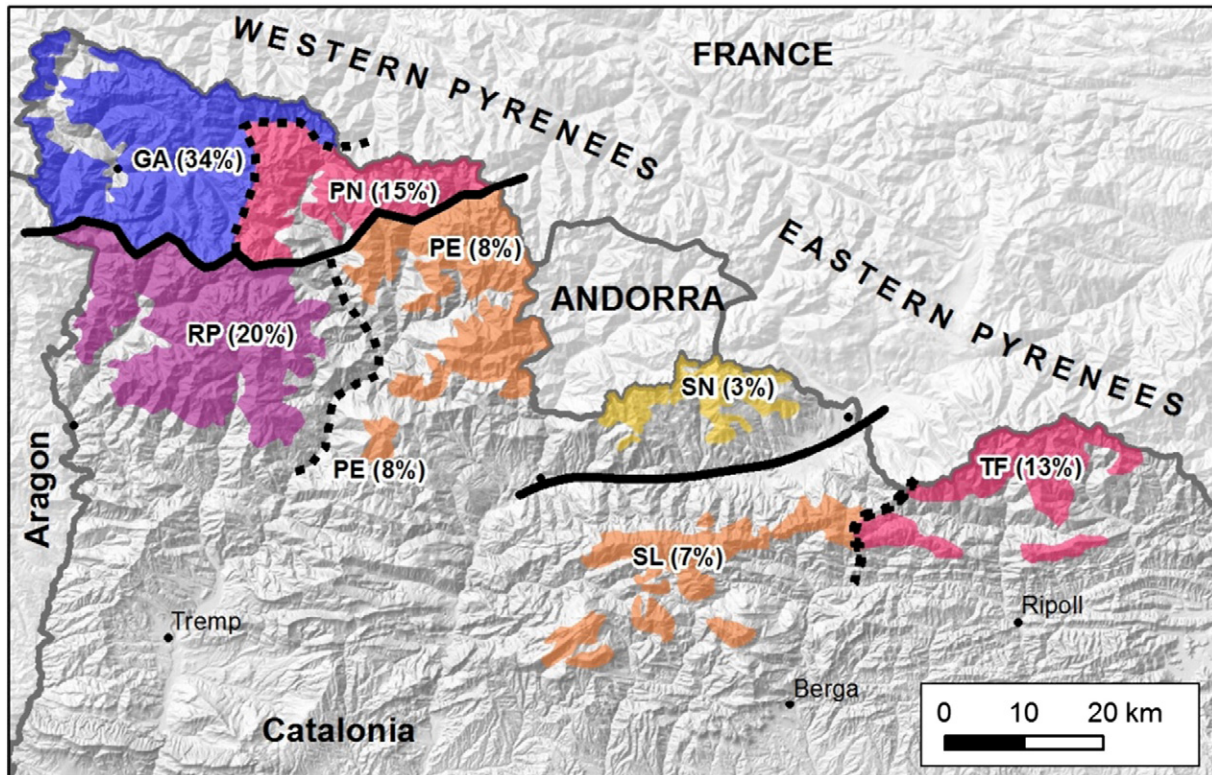 WESTERN PYRENEES
FRANCE
GA (34%)
PN (15%)
PE (8%)
EASTERN PYRENEES
ANDORRA
RP (20%)
SN (3%)
Aragon
PE (8%)
TF (13%)
SL (7%)
Tremp
Ripoll
Berga
Catalonia
0 10 20 km